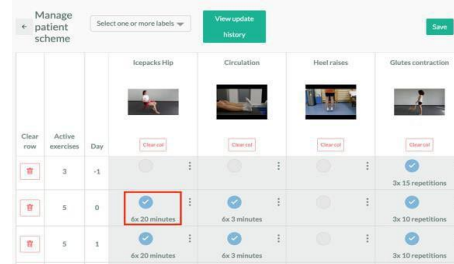 ← Manage patient scheme
Select one or more labels
View update history
Save
Clear row
Active exercises
Day
Icepacks Hip
Circulation
Heel raises
Glutes contraction
Clear col
Clear col
Clear col
Clear col
3
-1
3x 15 repetitions
5
0
6x 20 minutes
6x 3 minutes
3x 10 repetitions
5
1
6x 20 minutes
6x 3 minutes
3x 10 repetitions